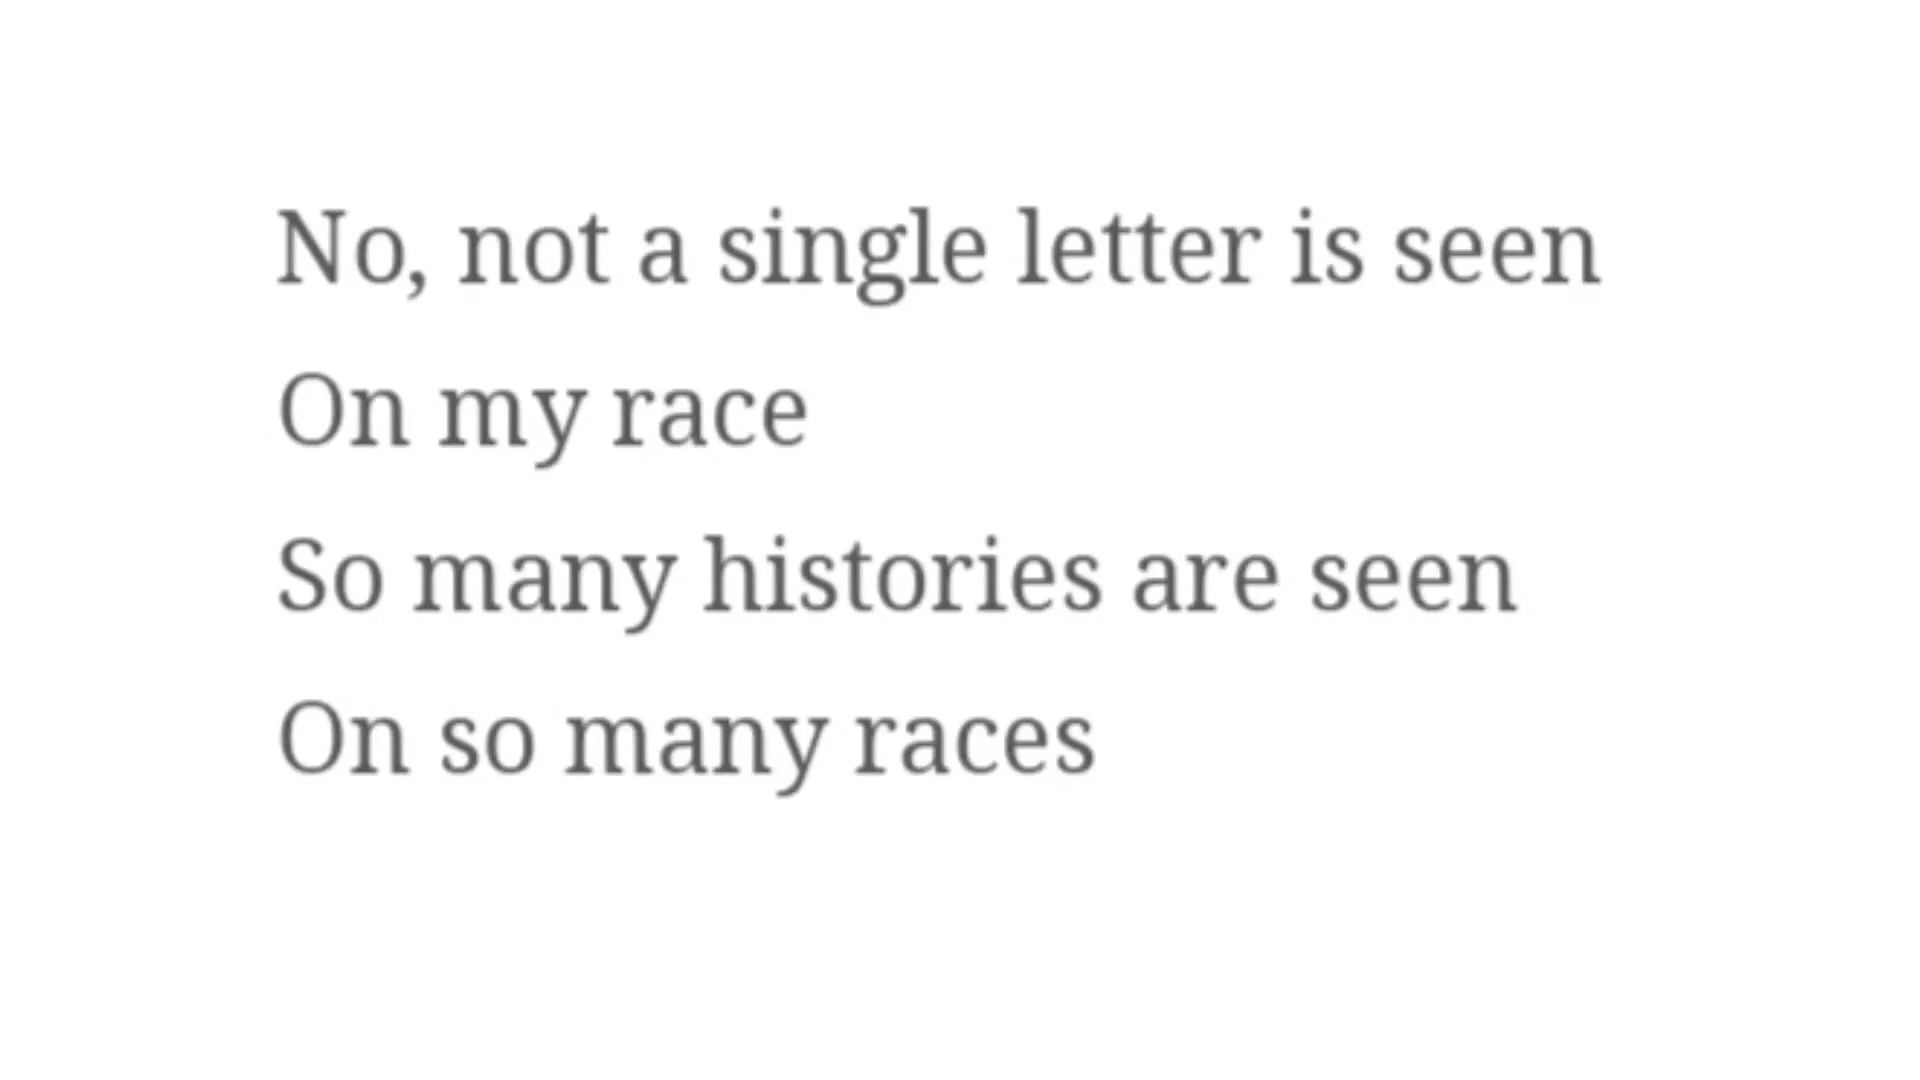 No, not a single letter is seen
On my race
So many histories are seen
On so many races